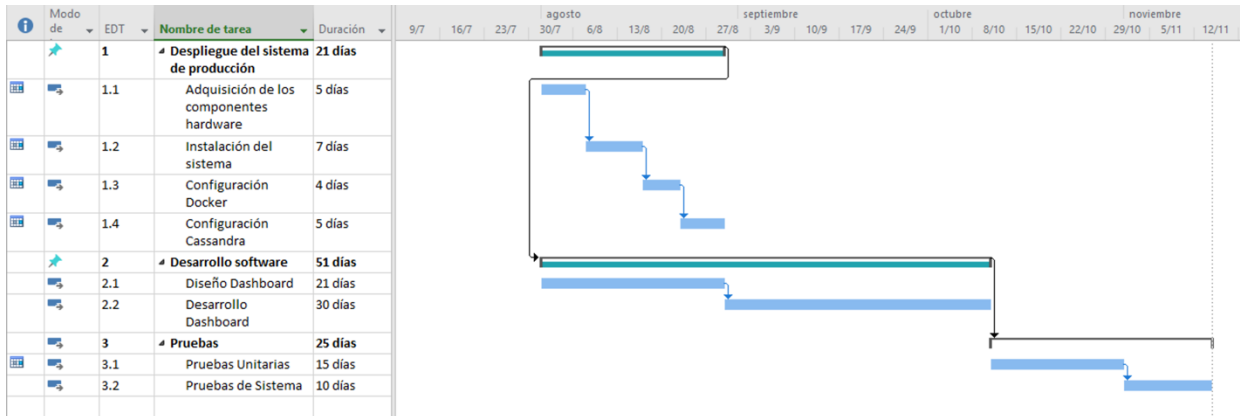 Modo de
EDT
Nombre de tarea
Duración
agosto septiembre octubre noviembre
9/7 16/7 23/7 30/7 6/8 13/8 20/8 27/8 3/9 10/9 17/9 24/9 1/10 8/10 15/10 22/10 29/10 5/11 12/11
1 Despliegue del sistema 21 días
de producción
1.1 Adquisición de los 5 días
componentes
hardware
1.2 Instalación del 7 días
sistema
1.3 Configuración 4 días
Docker
1.4 Configuración 5 días
Cassandra
2 Desarrollo software 51 días
2.1 Diseño Dashboard 21 días
2.2 Desarrollo 30 días
Dashboard
3 Pruebas 25 días
3.1 Pruebas Unitarias 15 días
3.2 Pruebas de Sistema 10 días